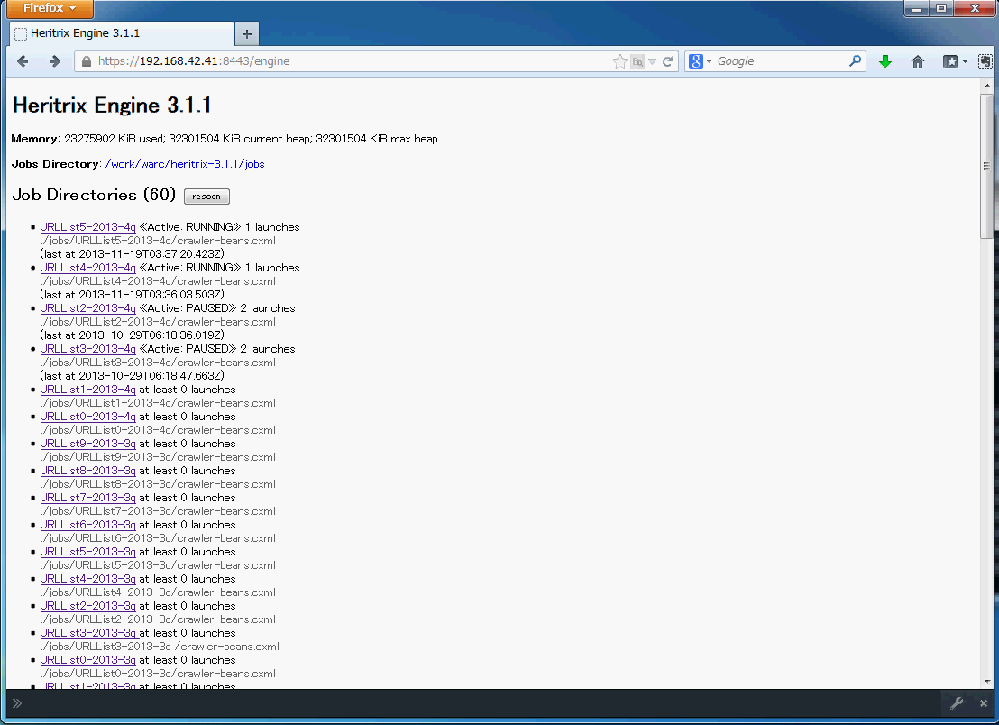 Firefox
Heritrix Engine 3.1.1
https://192.168.42.41:8443/engine
Google
Heritrix Engine 3.1.1
Memory: 23275902 KiB used; 32301504 KiB current heap; 32301504 KiB max heap
Jobs Directory: /work/warc/heritrix-3.1.1/jobs
Job Directories (60) rescan
URLList5-2013-4q «Active: RUNNING» 1 launches
./jobs/URLList5-2013-4q/crawler-beans.cxml
(last at 2013-11-19T03:37:20.423Z)
URLList4-2013-4q «Active: RUNNING» 1 launches
./jobs/URLList4-2013-4q/crawler-beans.cxml
(last at 2013-11-19T03:36:03.503Z)
URLList2-2013-4q «Active: PAUSED» 2 launches
./jobs/URLList2-2013-4q/crawler-beans.cxml
(last at 2013-10-29T06:18:36.019Z)
URLList3-2013-4q «Active: PAUSED» 2 launches
./jobs/URLList3-2013-4q/crawler-beans.cxml
(last at 2013-10-29T06:18:47.663Z)
URLList1-2013-4q at least 0 launches
./jobs/URLList1-2013-4q/crawler-beans.cxml
URLList0-2013-4q at least 0 launches
./jobs/URLList0-2013-4q/crawler-beans.cxml
URLList9-2013-3q at least 0 launches
./jobs/URLList9-2013-3q/crawler-beans.cxml
URLList8-2013-3q at least 0 launches
./jobs/URLList8-2013-3q/crawler-beans.cxml
URLList7-2013-3q at least 0 launches
./jobs/URLList7-2013-3q/crawler-beans.cxml
URLList6-2013-3q at least 0 launches
./jobs/URLList6-2013-3q/crawler-beans.cxml
URLList5-2013-3q at least 0 launches
./jobs/URLList5-2013-3q/crawler-beans.cxml
URLList4-2013-3q at least 0 launches
./jobs/URLList4-2013-3q/crawler-beans.cxml
URLList2-2013-3q at least 0 launches
./jobs/URLList2-2013-3q/crawler-beans.cxml
URLList3-2013-3q at least 0 launches
./jobs/URLList3-2013-3q /crawler-beans.cxml
URLList0-2013-3q at least 0 launches
./jobs/URLList0-2013-3q/crawler-beans.cxml
URLList1-2013-3q at least 0 launches